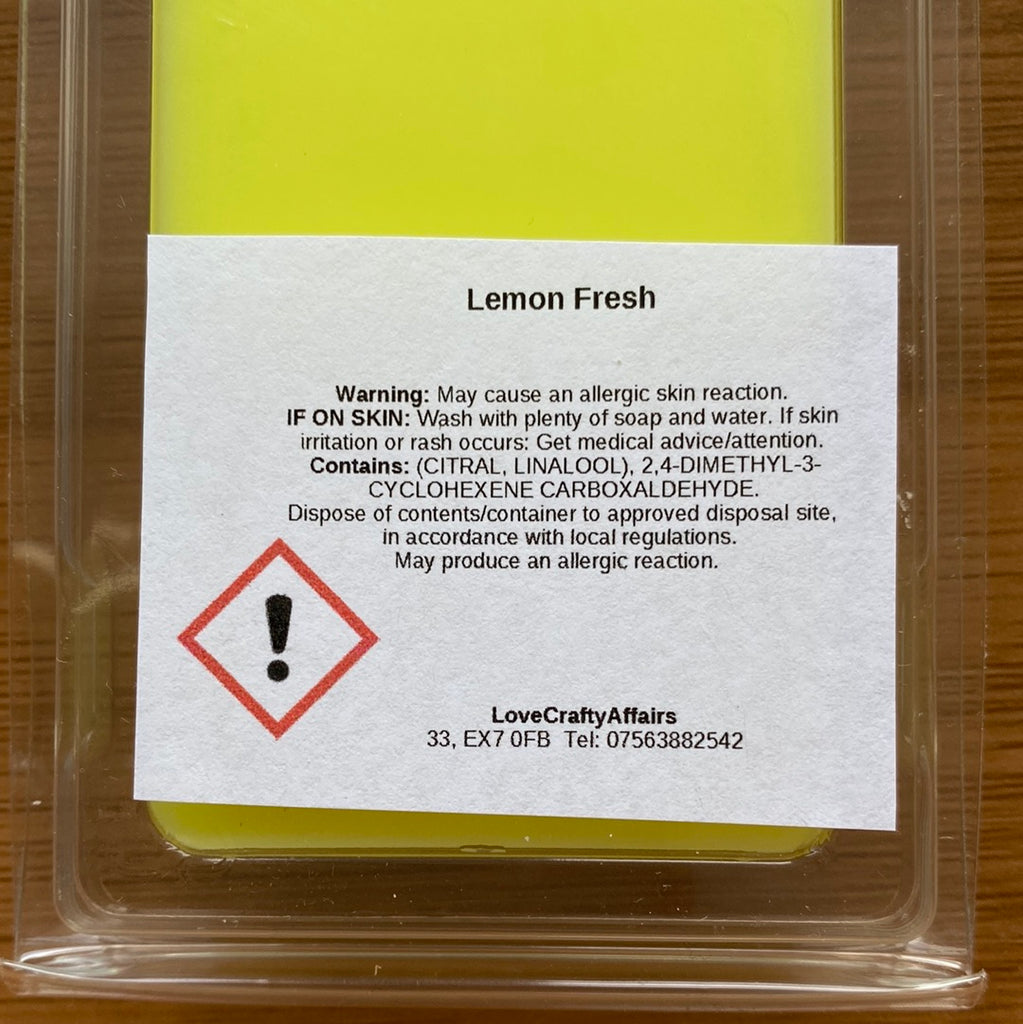 Lemon Fresh
Warning: May cause an allergic skin reaction.
IF ON SKIN: Wash with plenty of soap and water. If skin
irritation or rash occurs: Get medical advice/attention.
Contains: (CITRAL, LINALOOL), 2,4-DIMETHYL-3-
CYCLOHEXENE CARBOXALDEHYDE.
Dispose of contents/container to approved disposal site,
in accordance with local regulations.
May produce an allergic reaction.
!
LoveCraftyAffairs
33, EX7 0FB  Tel: 07563882542